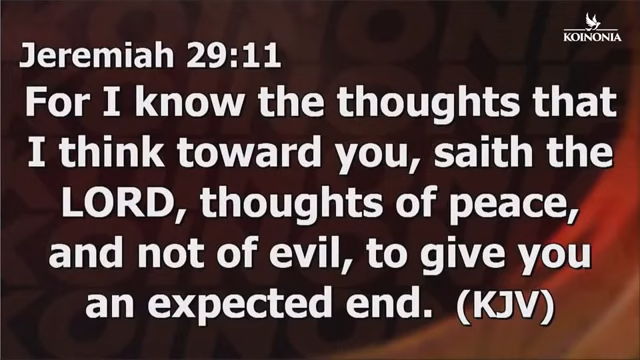 KOINONIA
Jeremiah 29:11
For I know the thoughts that
I think toward you, saith the
LORD, thoughts of peace,
and not of evil, to give you
an expected end. (KJV)